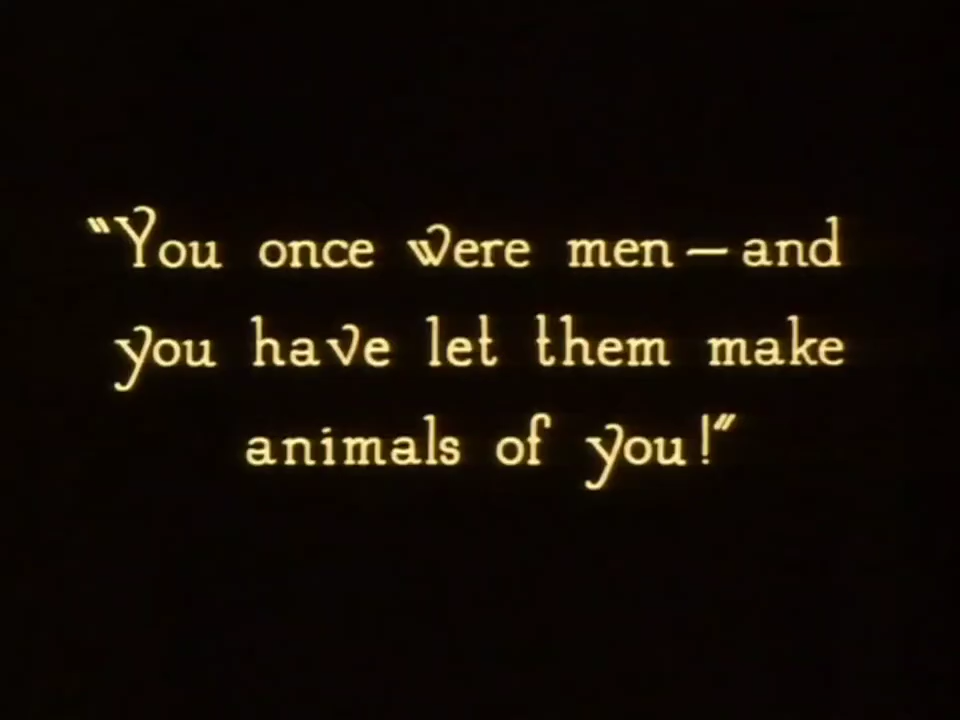 "You once were men — and
you have let them make
animals of you!"